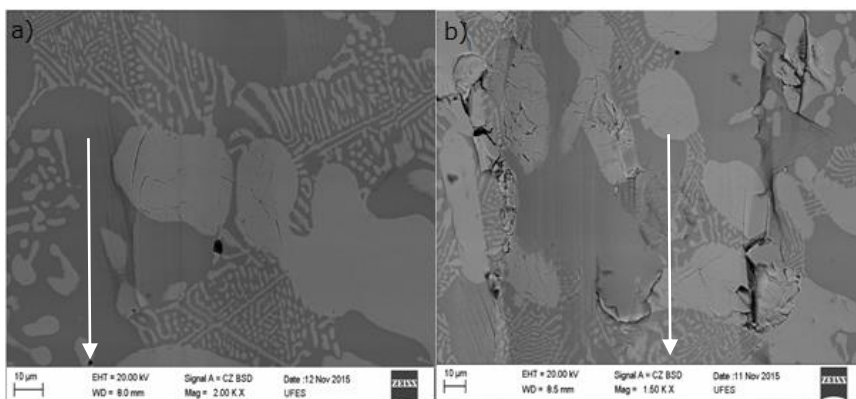 a)
10 µm
EHT = 20.00 kV
WD = 8.0 mm
Signal A = CZ BSD
Mag = 2.00 K X
Date :12 Nov 2015
UFES
ZEISS
b)
10 µm
EHT = 20.00 kV
WD = 8.5 mm
Signal A = CZ BSD
Mag = 1.50 K X
Date :11 Nov 2015
UFES
ZEISS